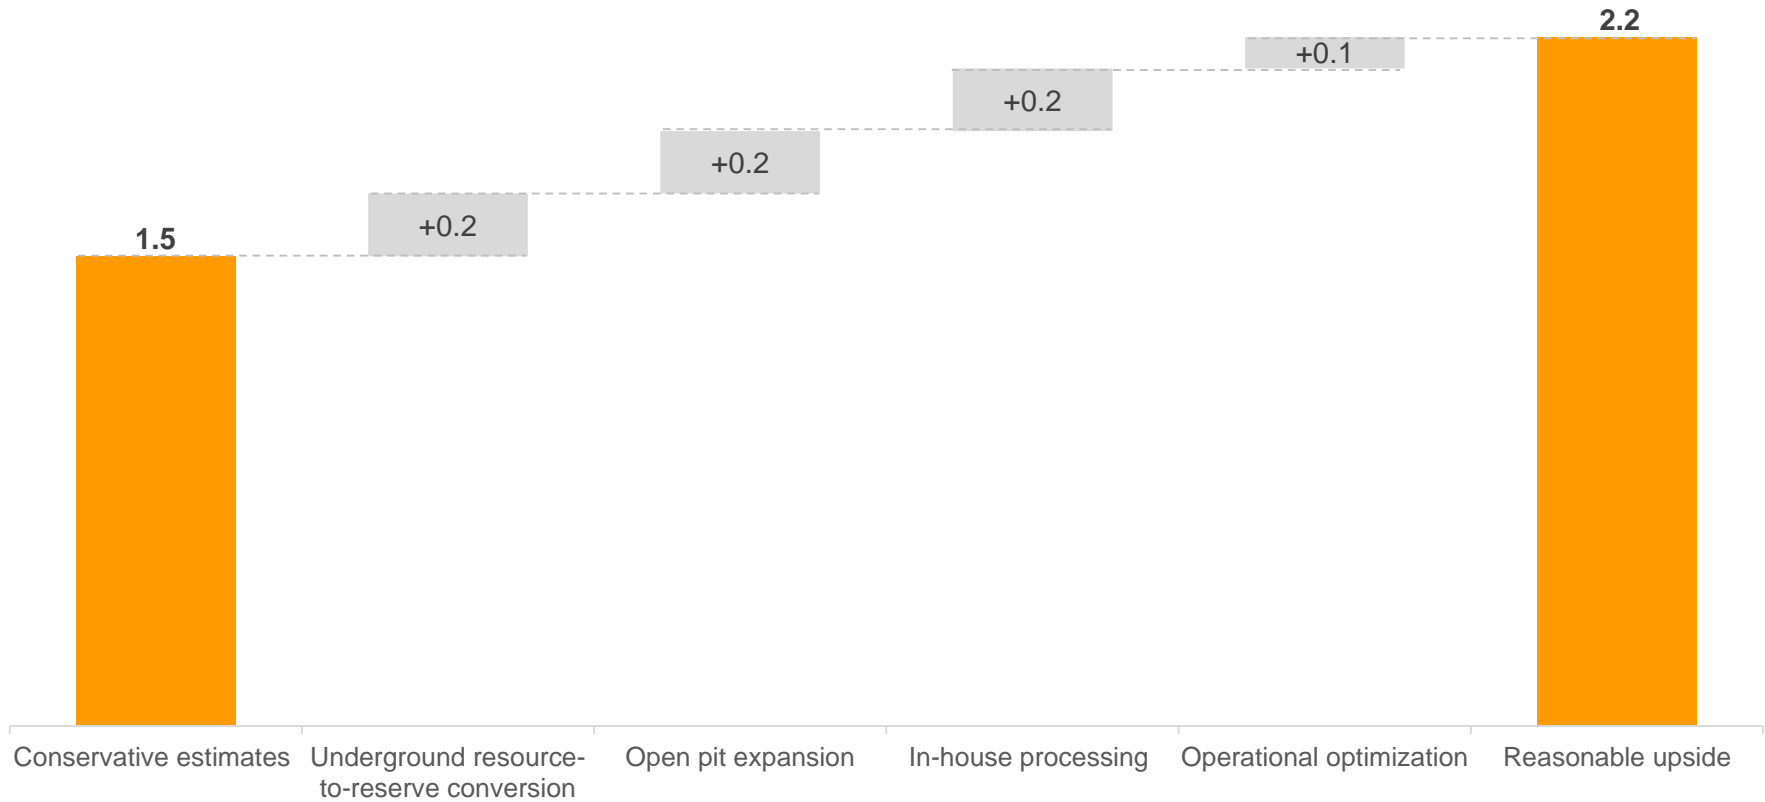 2.2
+0.1
+0.2
+0.2
+0.2
1.5
Conservative estimates
Underground resource-
to-reserve conversion
Open pit expansion
In-house processing
Operational optimization
Reasonable upside